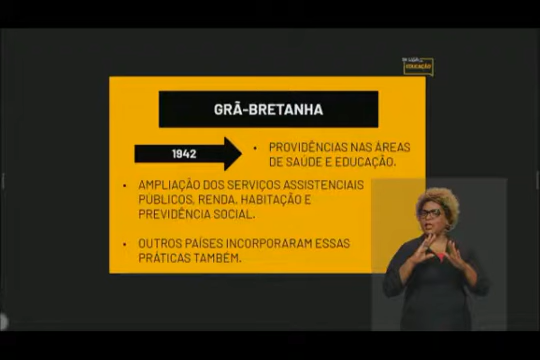 EDUCAÇÃO
GRÃ-BRETANHA
1942
• PROVIDÊNCIAS NAS ÁREAS
DE SAÚDE E EDUCAÇÃO.
• AMPLIAÇÃO DOS SERVIÇOS ASSISTENCIAIS
PÚBLICOS, RENDA, HABITAÇÃO E
PREVIDÊNCIA SOCIAL.
• OUTROS PAÍSES INCORPORARAM ESSAS
PRÁTICAS TAMBÉM.